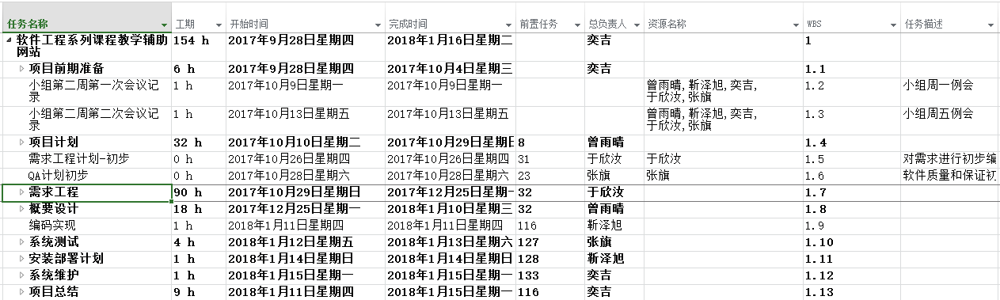 任务名称 工期 开始时间 完成时间 前置任务 总负责人 资源名称 WBS 任务描述
软件工程系列课程教学辅助网站 154 h 2017年9月28日星期四 2018年1月16日星期二 奕吉 1
项目前期准备 6 h 2017年9月28日星期四 2017年10月4日星期三 奕吉 1.1
小组第二周第一次会议记录 1 h 2017年10月9日星期一 2017年10月9日星期一 曾雨晴,靳泽旭,奕吉,于欣汝,张旗 1.2 小组周一例会
小组第二周第二次会议记录 1 h 2017年10月13日星期五 2017年10月13日星期五 曾雨晴,靳泽旭,奕吉,于欣汝,张旗 1.3 小组周五例会
项目计划 32 h 2017年10月10日星期二 2017年10月29日星期日 8 曾雨晴 1.4
需求工程计划-初步 0 h 2017年10月26日星期四 2017年10月26日星期四 31 于欣汝 于欣汝 1.5 对需求进行初步编
QA计划初步 0 h 2017年10月28日星期六 2017年10月28日星期六 23 张旗 张旗 1.6 软件质量和保证初
需求工程 90 h 2017年10月29日星期日 2017年12月25日星期一 32 于欣汝 1.7
概要设计 18 h 2017年12月25日星期一 2018年1月10日星期三 32 曾雨晴 1.8
编码实现 1 h 2018年1月11日星期四 2018年1月11日星期四 116 靳泽旭 1.9
系统测试 4 h 2018年1月12日星期五 2018年1月13日星期六 127 张旗 1.10
安装部署计划 1 h 2018年1月14日星期日 2018年1月14日星期日 128 靳泽旭 1.11
系统维护 1 h 2018年1月15日星期一 2018年1月15日星期一 133 奕吉 1.12
项目总结 9 h 2018年1月11日星期四 2018年1月15日星期一 116 奕吉 1.13